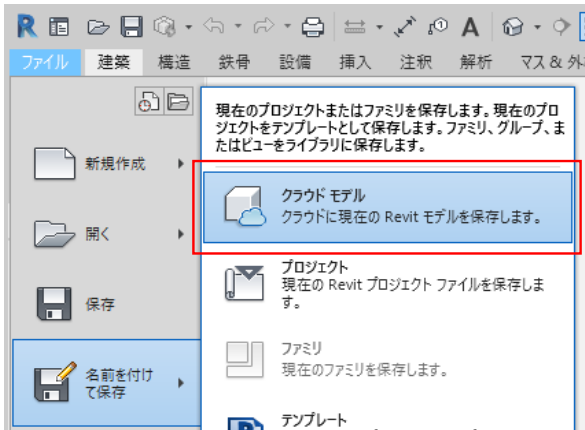 ファイル 建築 構造 鉄骨 設備 挿入 注釈 解析 マス & 外
現在のプロジェクトまたはファミリを保存します。現在のプロ
ジェクトをテンプレートとして保存します。ファミリ、グループ、ま
たはビューをライブラリに保存します。
新規作成
開く
保存
名前を付け
て保存
クラウド モデル
クラウドに現在の Revit モデルを保存します。
プロジェクト
現在の Revit プロジェクト ファイルを保存しま
す。
ファミリ
現在のファミリを保存します。
テンプレート